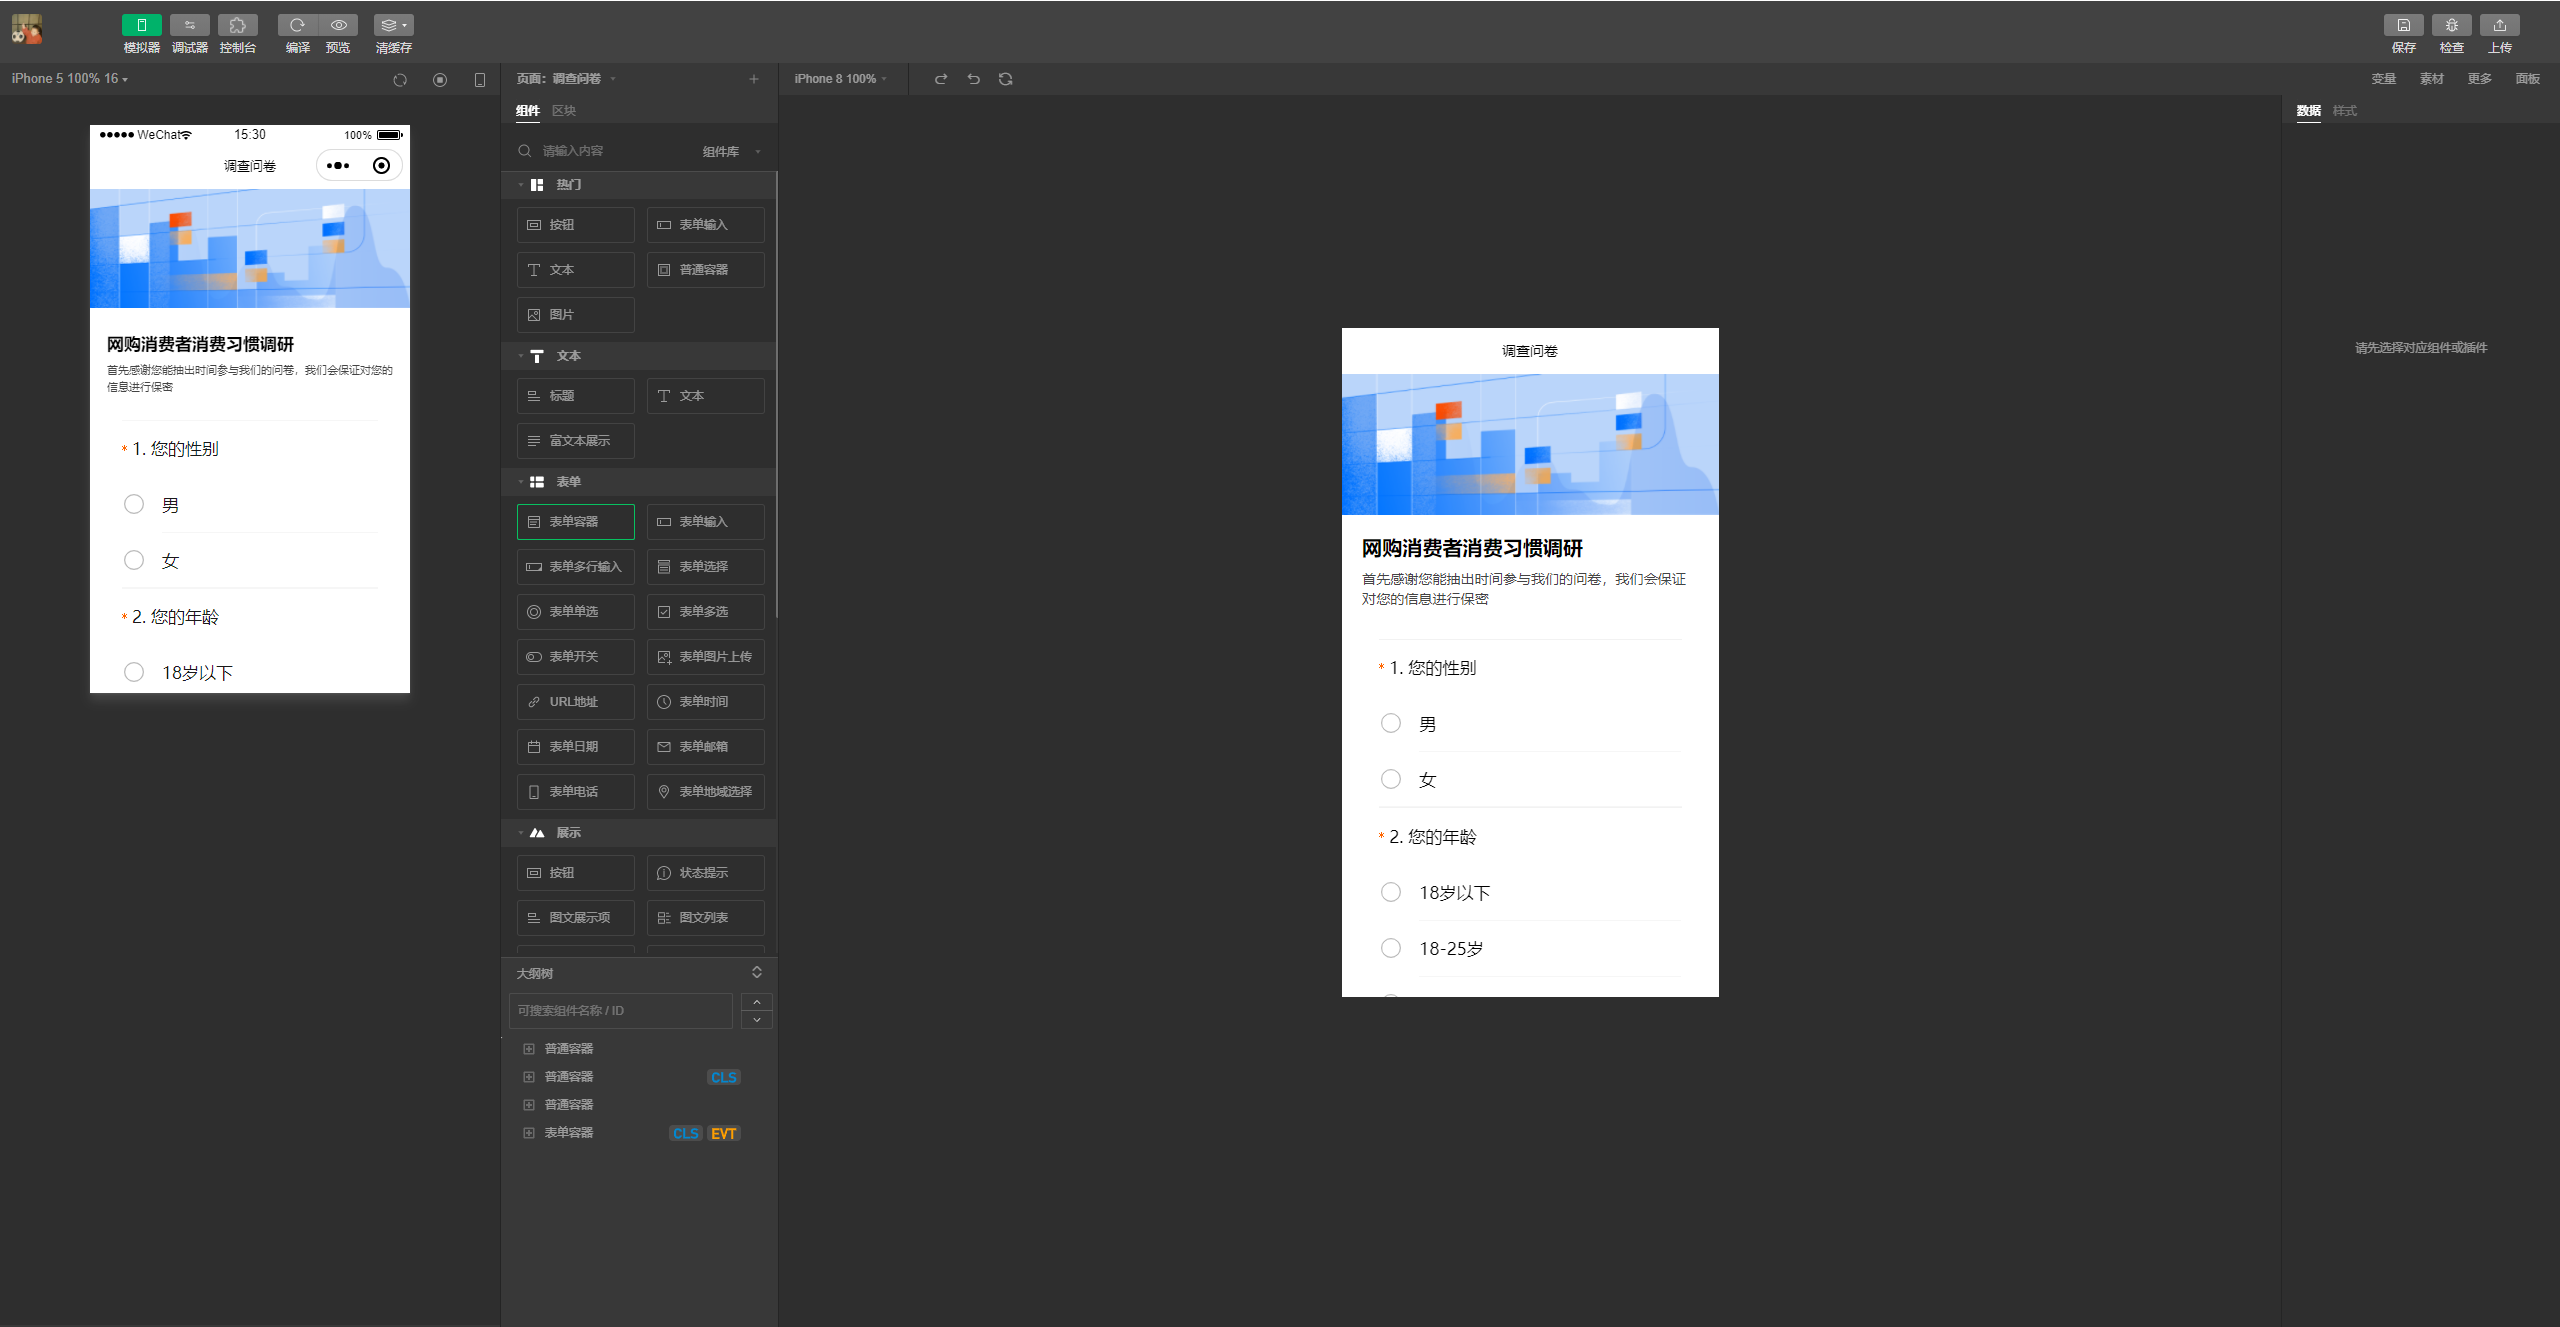 模拟器 调试器 控制台 编译 预览 清缓存 保存 检查 上传
iPhone 5 100% 16
页面：调查问卷
iPhone 8 100%
变量 素材 更多 面板
WeChat 15:30 100%
调查问卷
网购消费者消费习惯调研
首先感谢您能抽出时间参与我们的问卷，我们会保证对您的
信息进行保密
* 1. 您的性别
男
女
* 2. 您的年龄
18岁以下
组件 区块
请输入内容 组件库
热门
按钮 表单输入
文本 普通容器
图片
文本
标题 文本
富文本展示
表单
表单容器 表单输入
表单多行输入 表单选择
表单单选 表单多选
表单开关 表单图片上传
URL地址 表单时间
表单日期 表单邮箱
表单电话 表单地域选择
展示
按钮 状态提示
图文展示项 图文列表
大纲树
可搜索组件名称 / ID
普通容器
普通容器 CLS
普通容器
表单容器 CLS EVT
调查问卷
网购消费者消费习惯调研
首先感谢您能抽出时间参与我们的问卷，我们会保证
对您的信息进行保密
* 1. 您的性别
男
女
* 2. 您的年龄
18岁以下
18-25岁
数据 样式
请先选择对应组件或插件